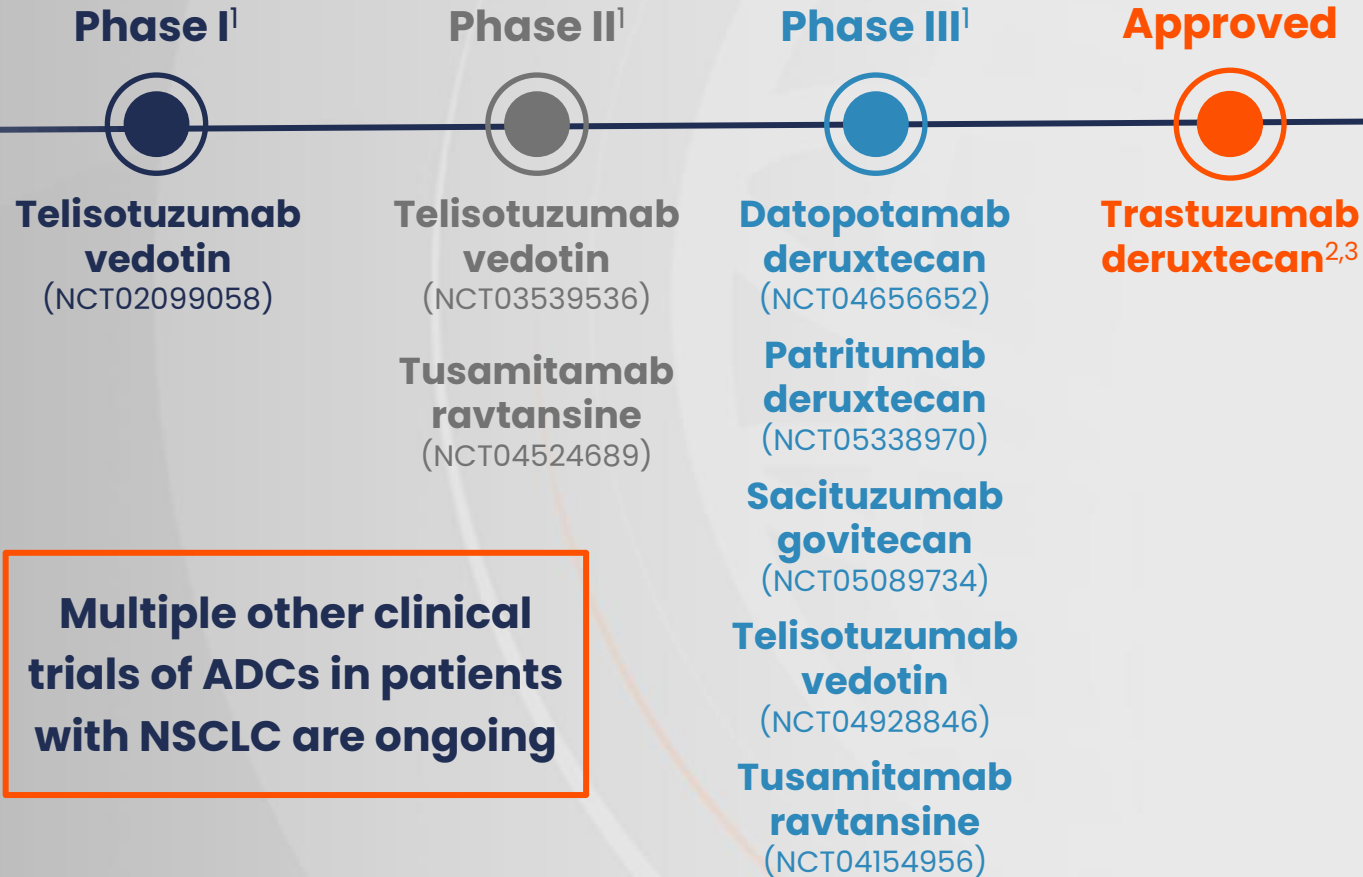 Phase I¹
Telisotuzumab
vedotin
(NCT02099058)
Phase II¹
Telisotuzumab
vedotin
(NCT03539536)
Tusamitamab
ravtansine
(NCT04524689)
Phase III¹
Datopotamab
deruxtecan
(NCT04656652)
Patritumab
deruxtecan
(NCT05338970)
Sacituzumab
govitecan
(NCT05089734)
Telisotuzumab
vedotin
(NCT04928846)
Tusamitamab
ravtansine
(NCT04154956)
Approved
Trastuzumab
deruxtecan²,³
Multiple other clinical
trials of ADCs in patients
with NSCLC are ongoing